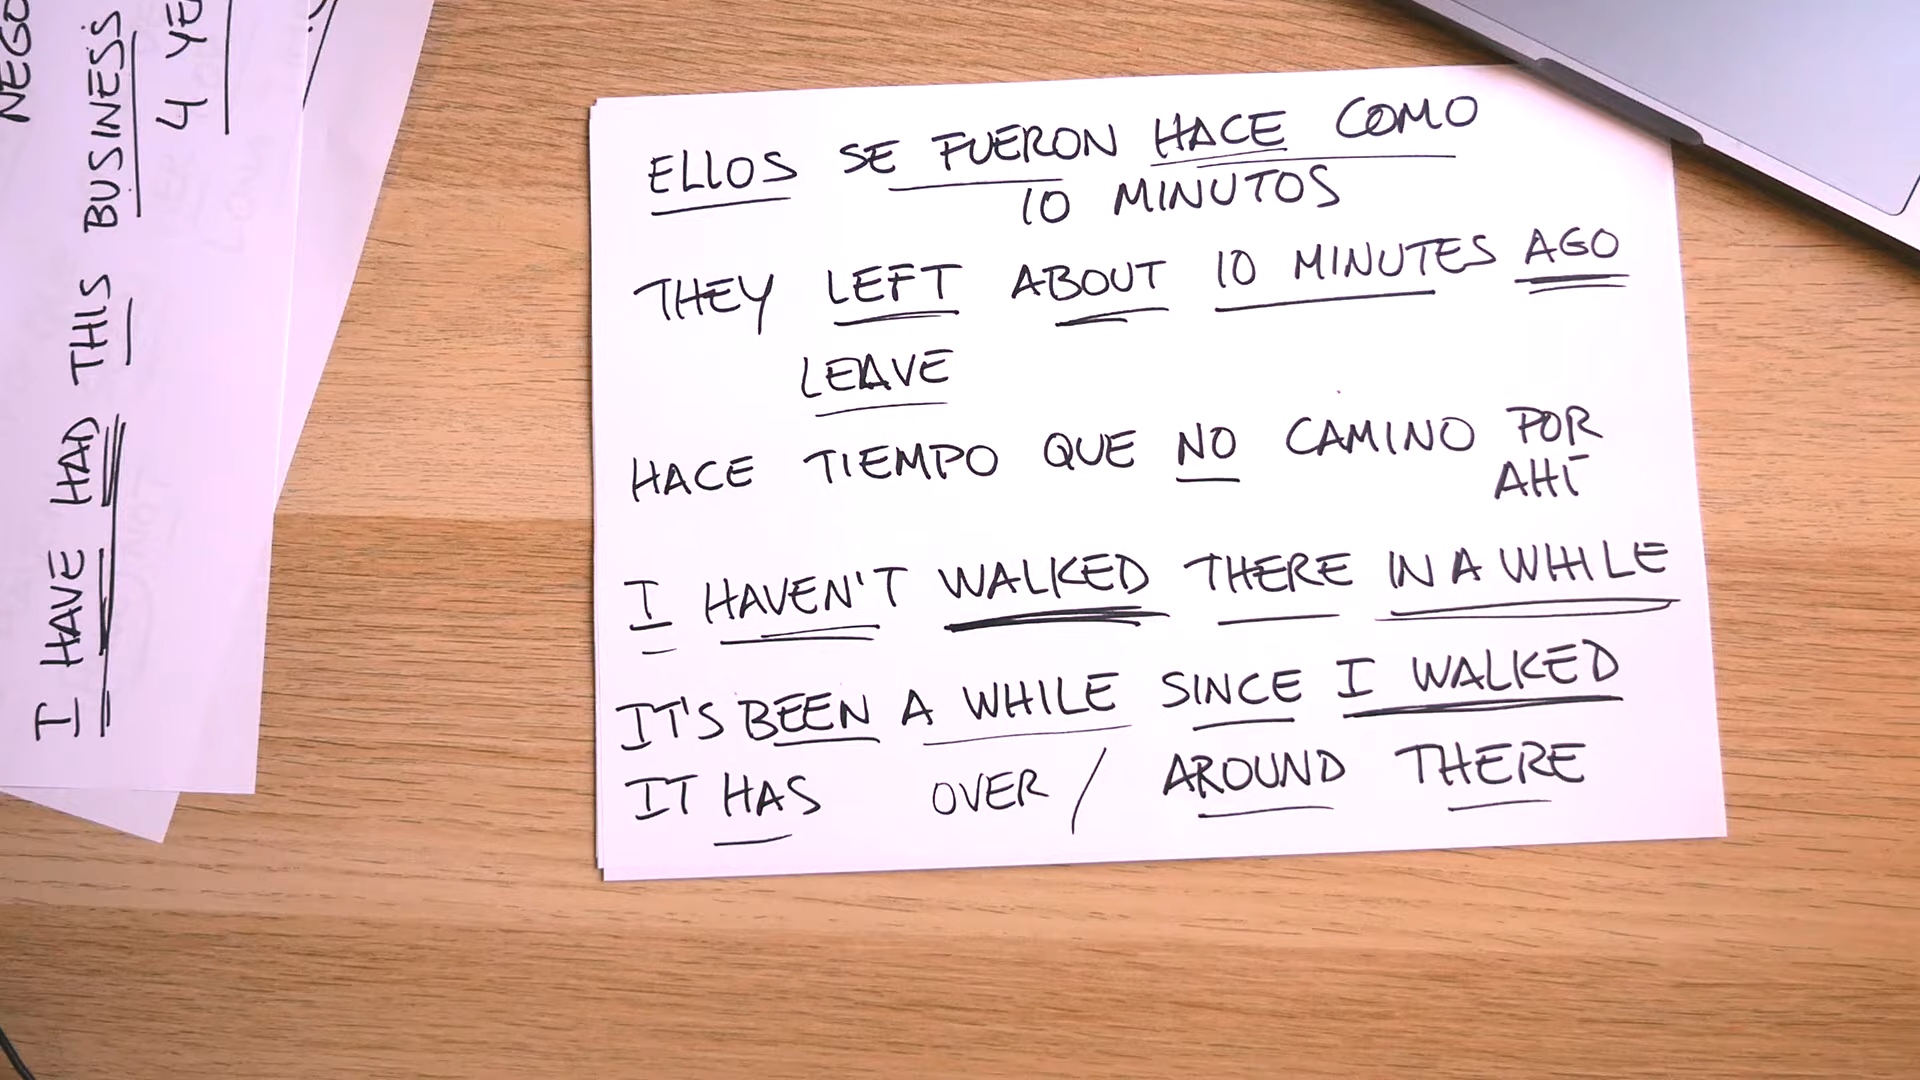 NEGO
I HAVE HAD THIS BUSINESS
4 YE
ELLOS SE FUERON HACE COMO
10 MINUTOS
THEY LEFT ABOUT 10 MINUTES AGO
LEAVE
HACE TIEMPO QUE NO CAMINO POR
AHÍ
I HAVEN'T WALKED THERE IN A WHILE
IT'S BEEN A WHILE SINCE I WALKED
IT HAS OVER / AROUND THERE